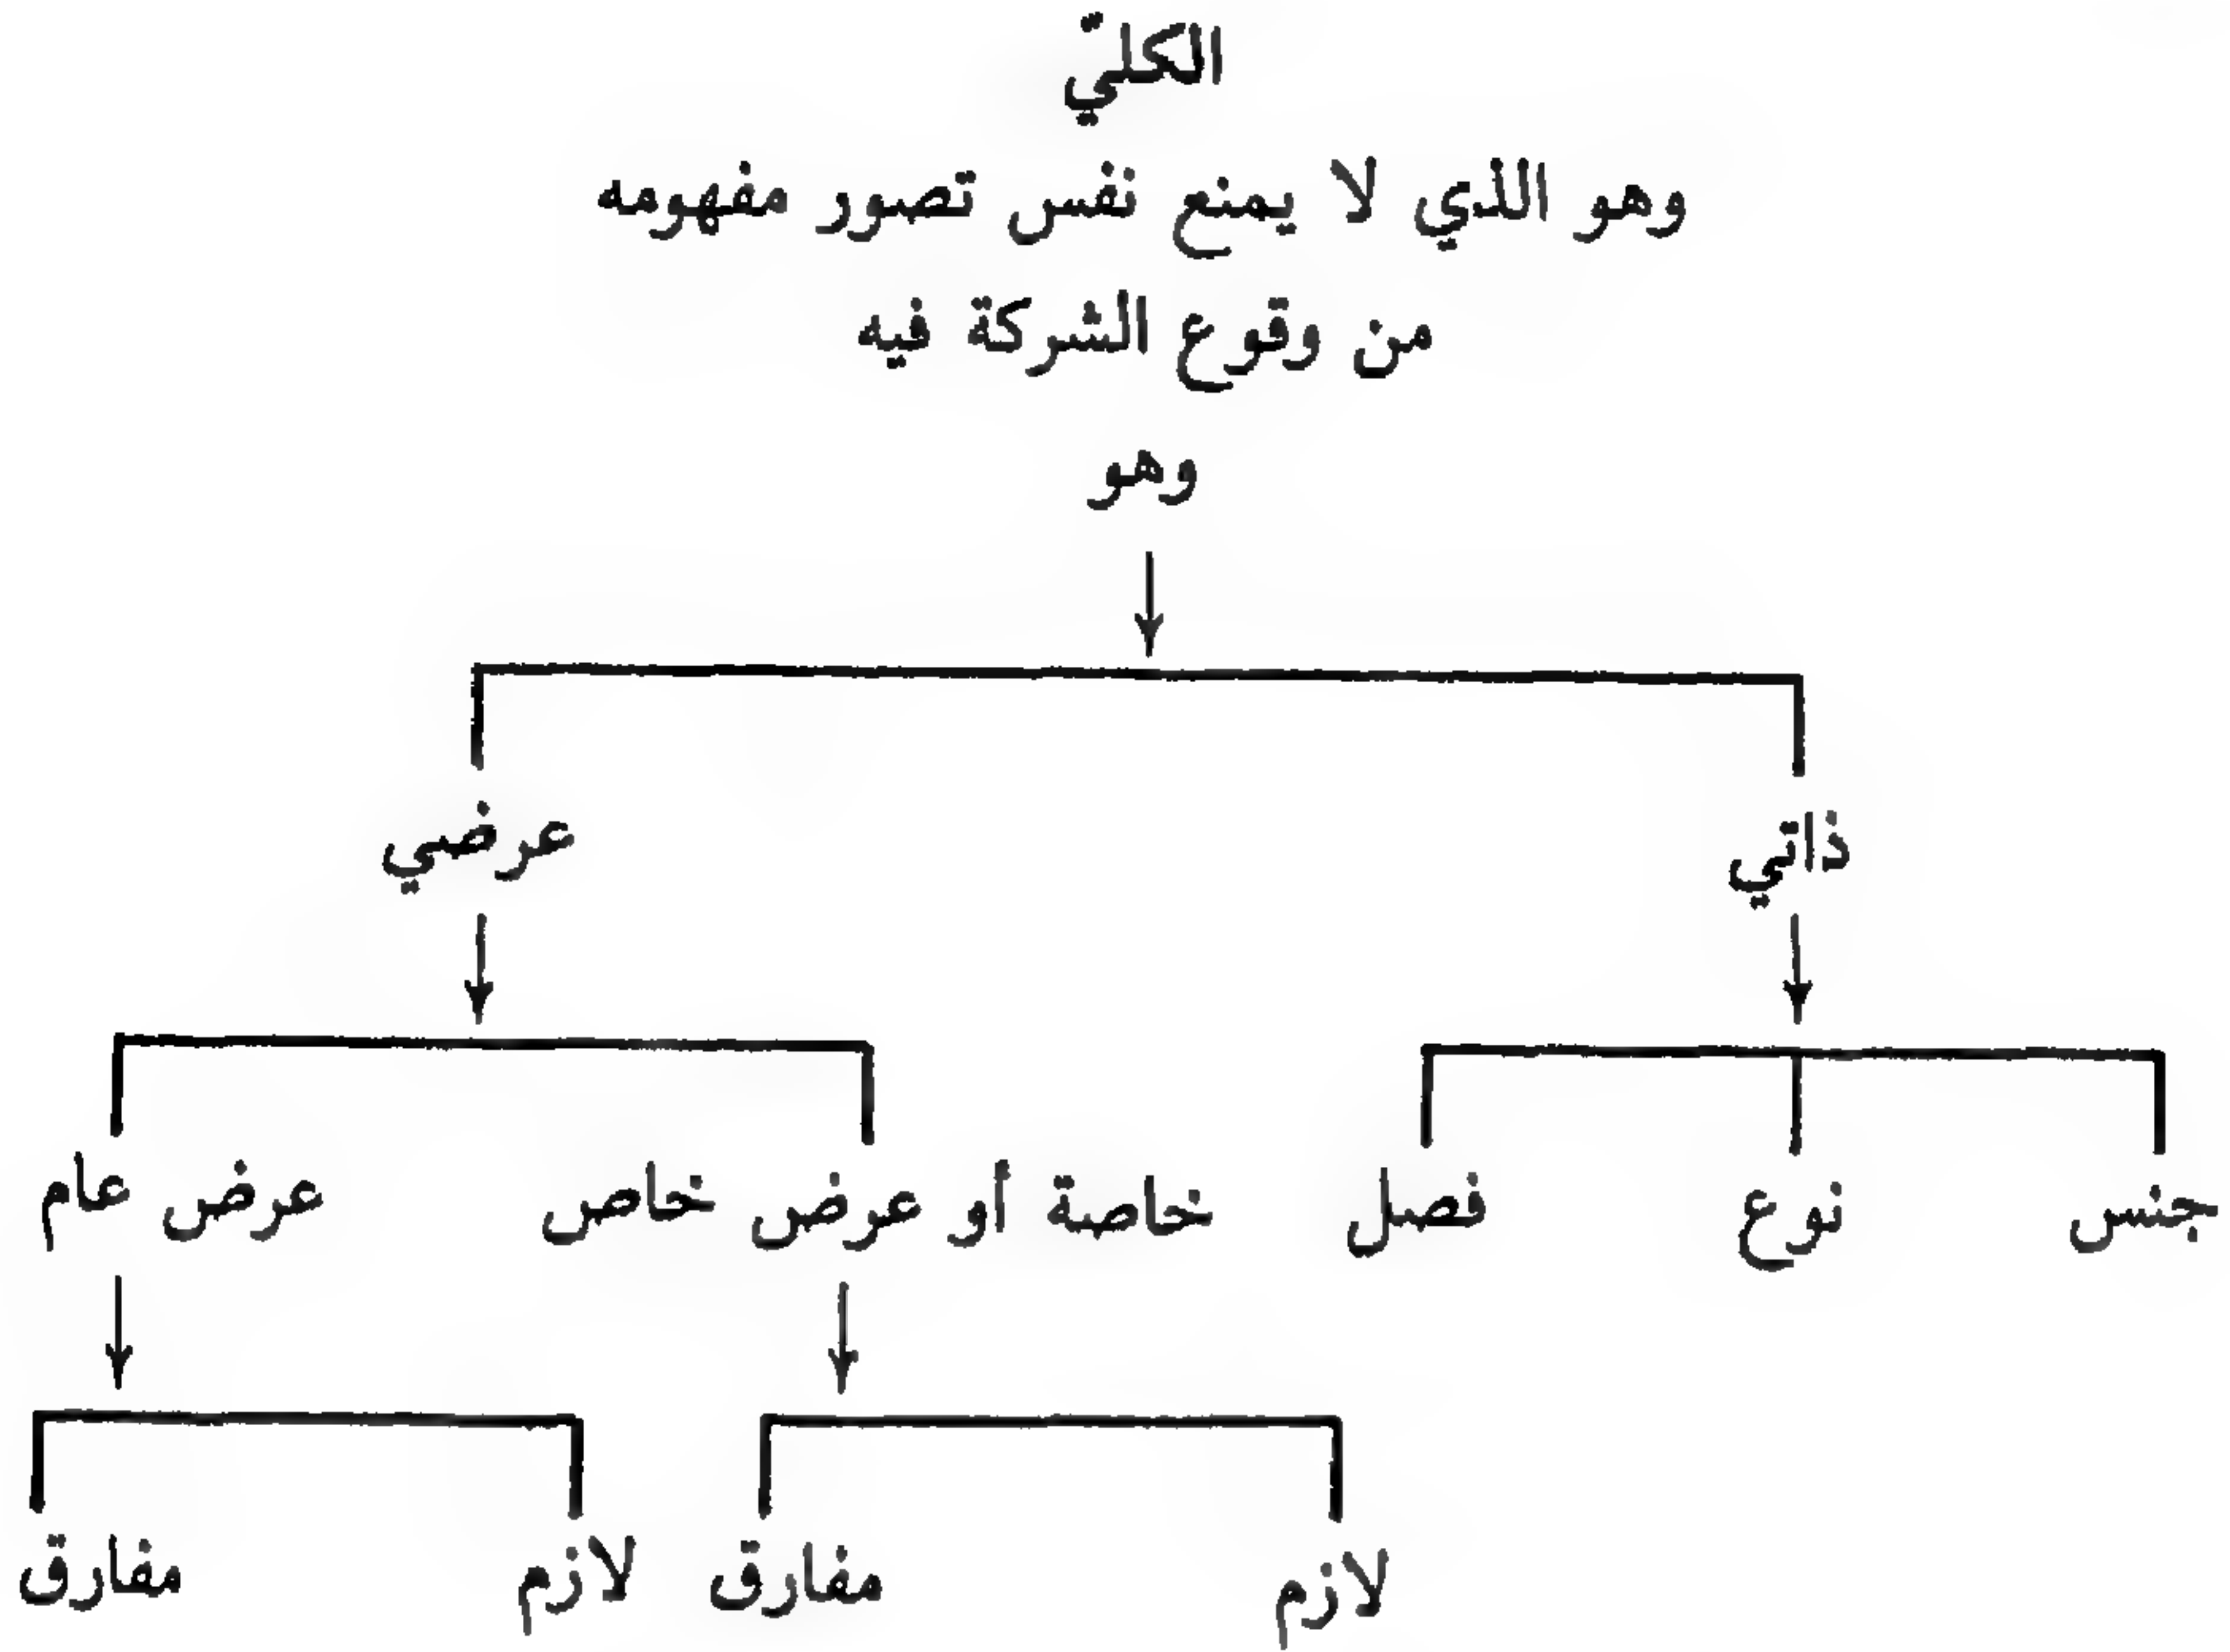 الكليّ
وهو الذي لا يمنع نفس تصور مفهومه
من وقوع الشركة فيه
وهو
ذاتي
عرضي
جنس
نوع
فصل
خاصة أو عرض خاص
عرض عام
لازم
مفارق
لازم
مفارق